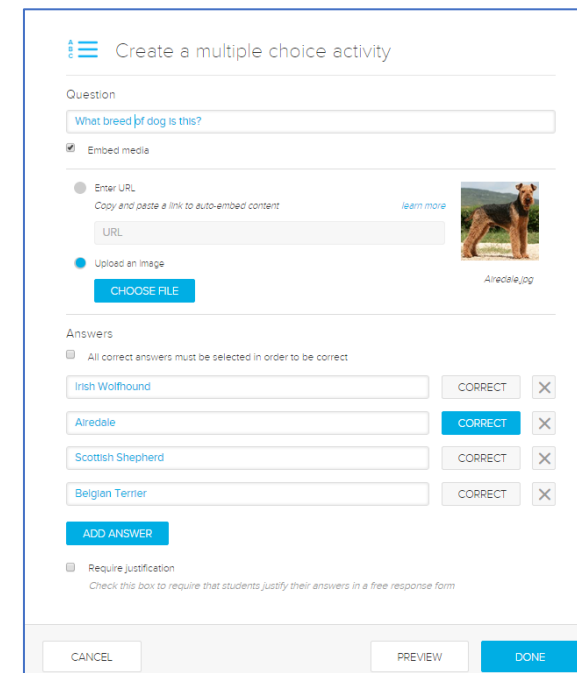 A
B
C
Create a multiple choice activity
Question
What breed of dog is this?
Embed media
Enter URL
Copy and paste a link to auto-embed content learn more
URL
Upload an Image
CHOOSE FILE
Airedale.jpg
Answers
All correct answers must be selected in order to be correct
Irish Wolfhound CORRECT
Airedale CORRECT
Scottish Shepherd CORRECT
Belgian Terrier CORRECT
ADD ANSWER
Require justification
Check this box to require that students justify their answers in a free response form
CANCEL PREVIEW DONE